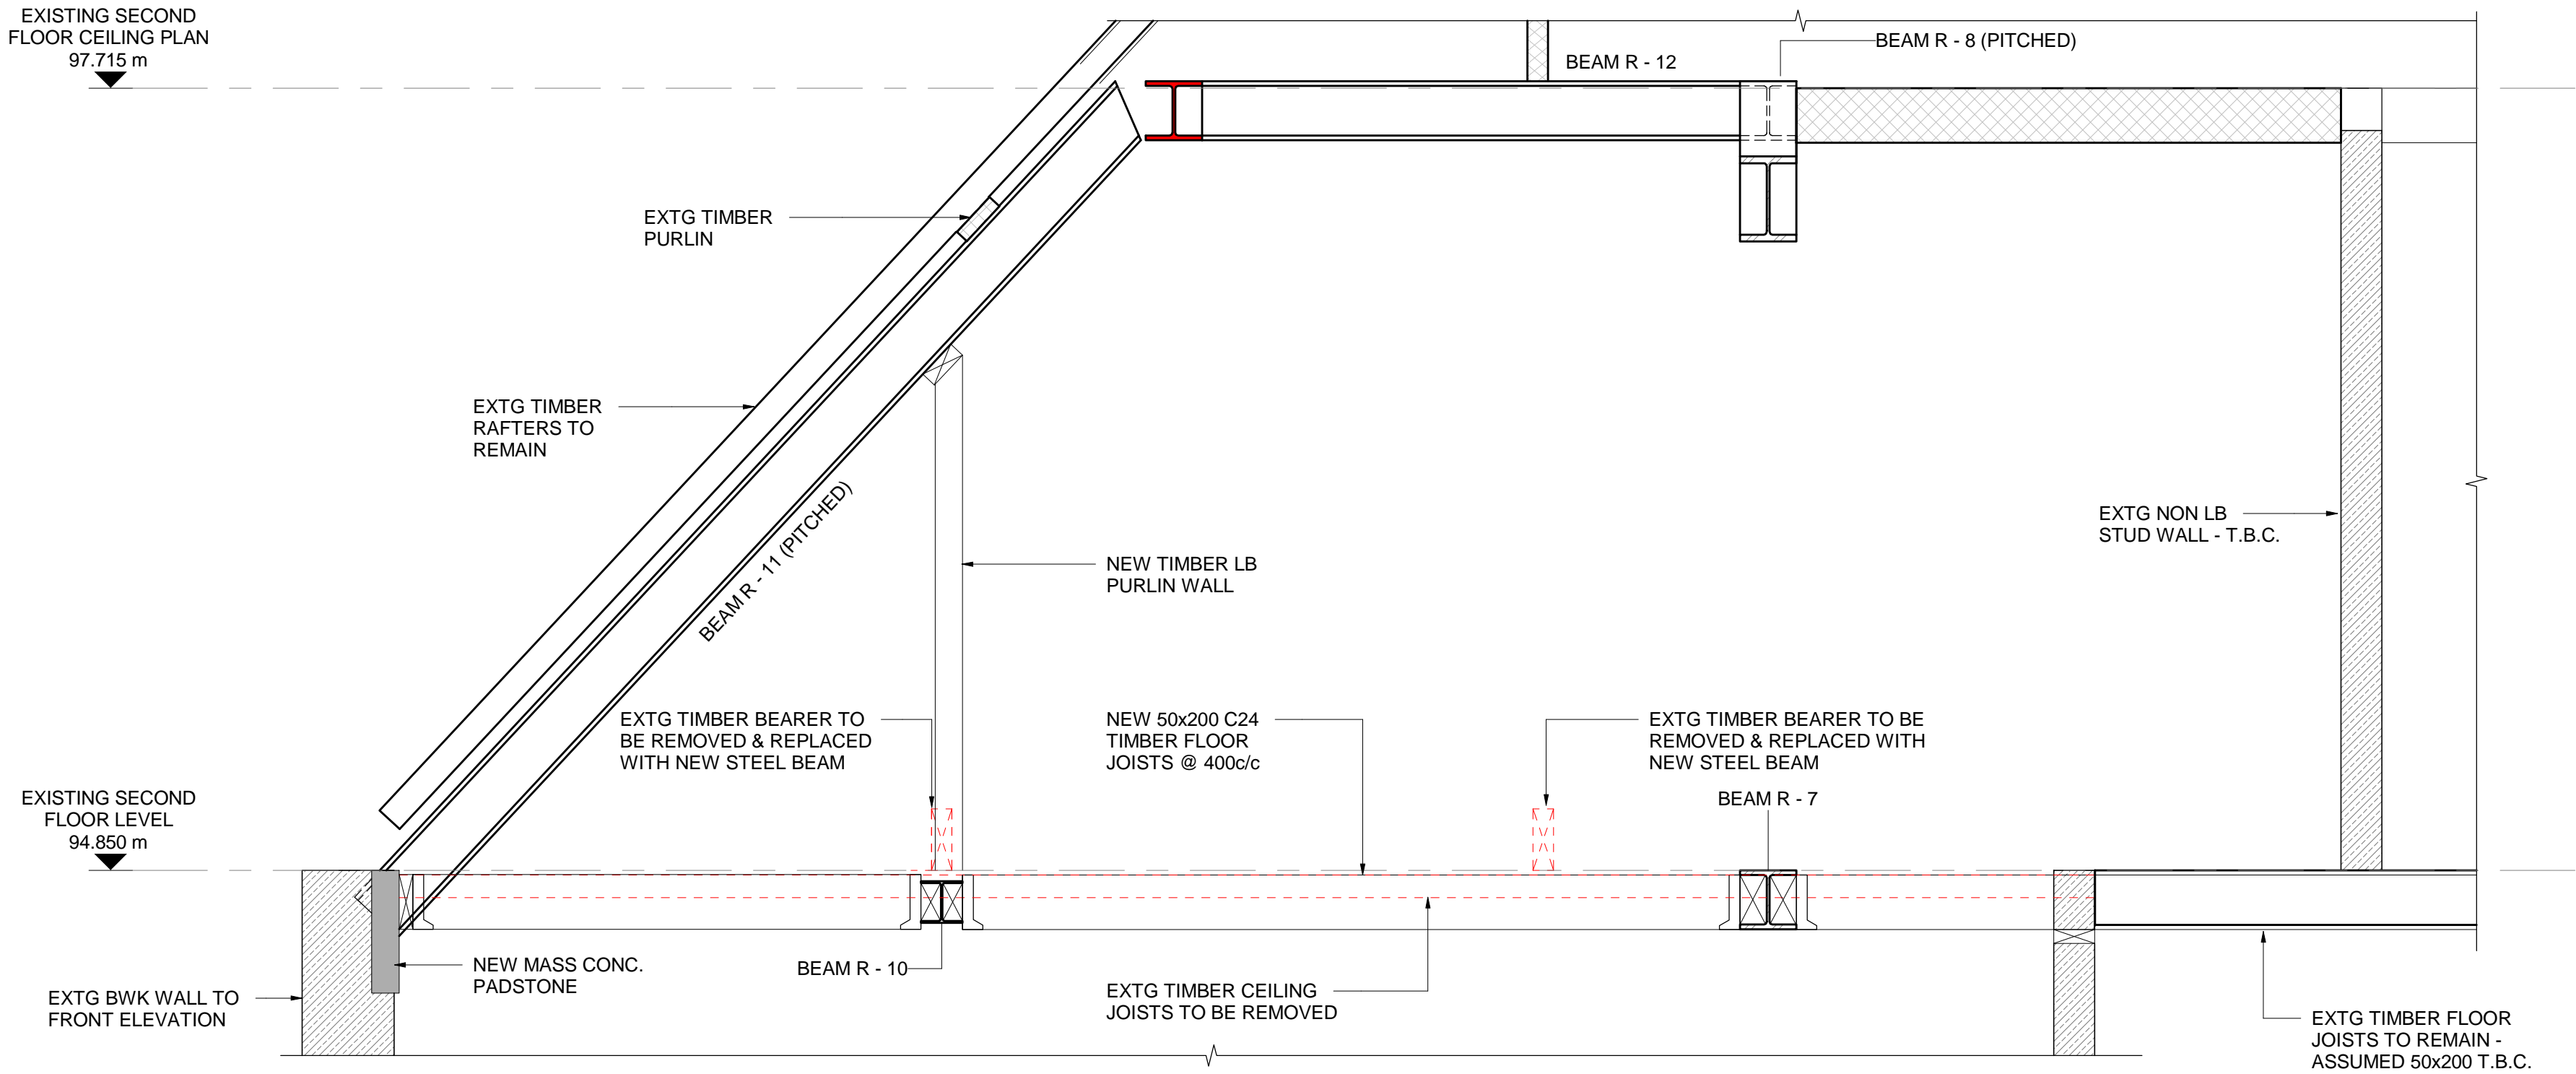 EXISTING SECOND
FLOOR CEILING PLAN
97.715 m
BEAM R - 12
BEAM R - 8 (PITCHED)
EXTG TIMBER
PURLIN
EXTG TIMBER
RAFTERS TO
REMAIN
BEAM R - 11 (PITCHED)
NEW TIMBER LB
PURLIN WALL
EXTG NON LB
STUD WALL - T.B.C.
EXTG TIMBER BEARER TO
BE REMOVED & REPLACED
WITH NEW STEEL BEAM
NEW 50x200 C24
TIMBER FLOOR
JOISTS @ 400c/c
EXTG TIMBER BEARER TO BE
REMOVED & REPLACED WITH
NEW STEEL BEAM
BEAM R - 7
EXISTING SECOND
FLOOR LEVEL
94.850 m
NEW MASS CONC.
PADSTONE
BEAM R - 10
EXTG BWK WALL TO
FRONT ELEVATION
EXTG TIMBER CEILING
JOISTS TO BE REMOVED
EXTG TIMBER FLOOR
JOISTS TO REMAIN -
ASSUMED 50x200 T.B.C.